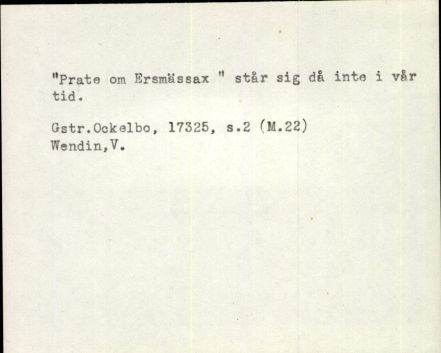 "Prate om Ersmässax " står sig då inte i vår
tid.
Gstr.Ockelbo, 17325, s.2 (M.22)
Wendin,V.